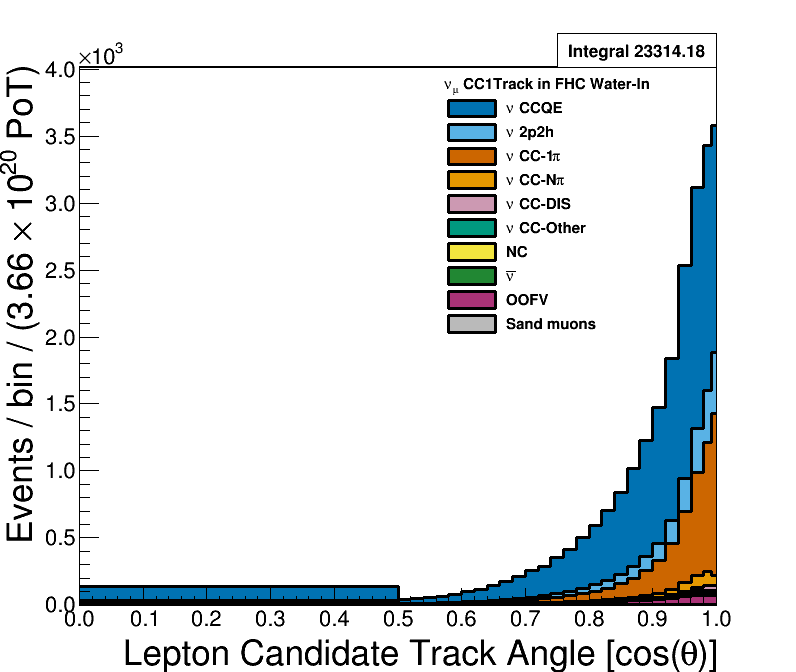 Integral 23314.18
×10³
ν_μ CC1Track in FHC Water-In
ν CCQE
ν 2p2h
ν CC-1π
ν CC-Nπ
ν CC-DIS
ν CC-Other
NC
ν̅
OOFV
Sand muons
Events / bin / (3.66 × 10²⁰ PoT)
4.0
3.5
3.0
2.5
2.0
1.5
1.0
0.5
0.0
0.0 0.1 0.2 0.3 0.4 0.5 0.6 0.7 0.8 0.9 1.0
Lepton Candidate Track Angle [cos(θ)]